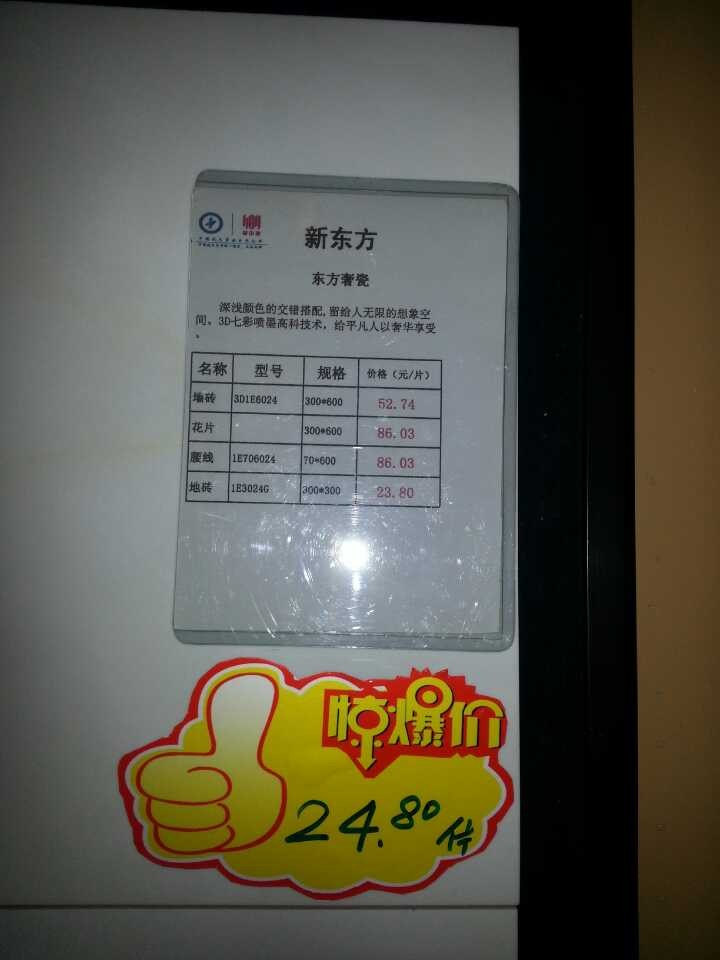 新东方
东方奢瓷
深浅颜色的交错搭配,留给人无限的想象空
间。3D七彩喷墨高科技术,给平凡人以奢华享受
。
名称 型号 规格 价格（元/片）
墙砖 3D1E6024 300*600 52.74
花片 300*600 86.03
腰线 1E706024 70*600 86.03
地砖 1E3024G 300*300 23.80
惊爆价
24.80